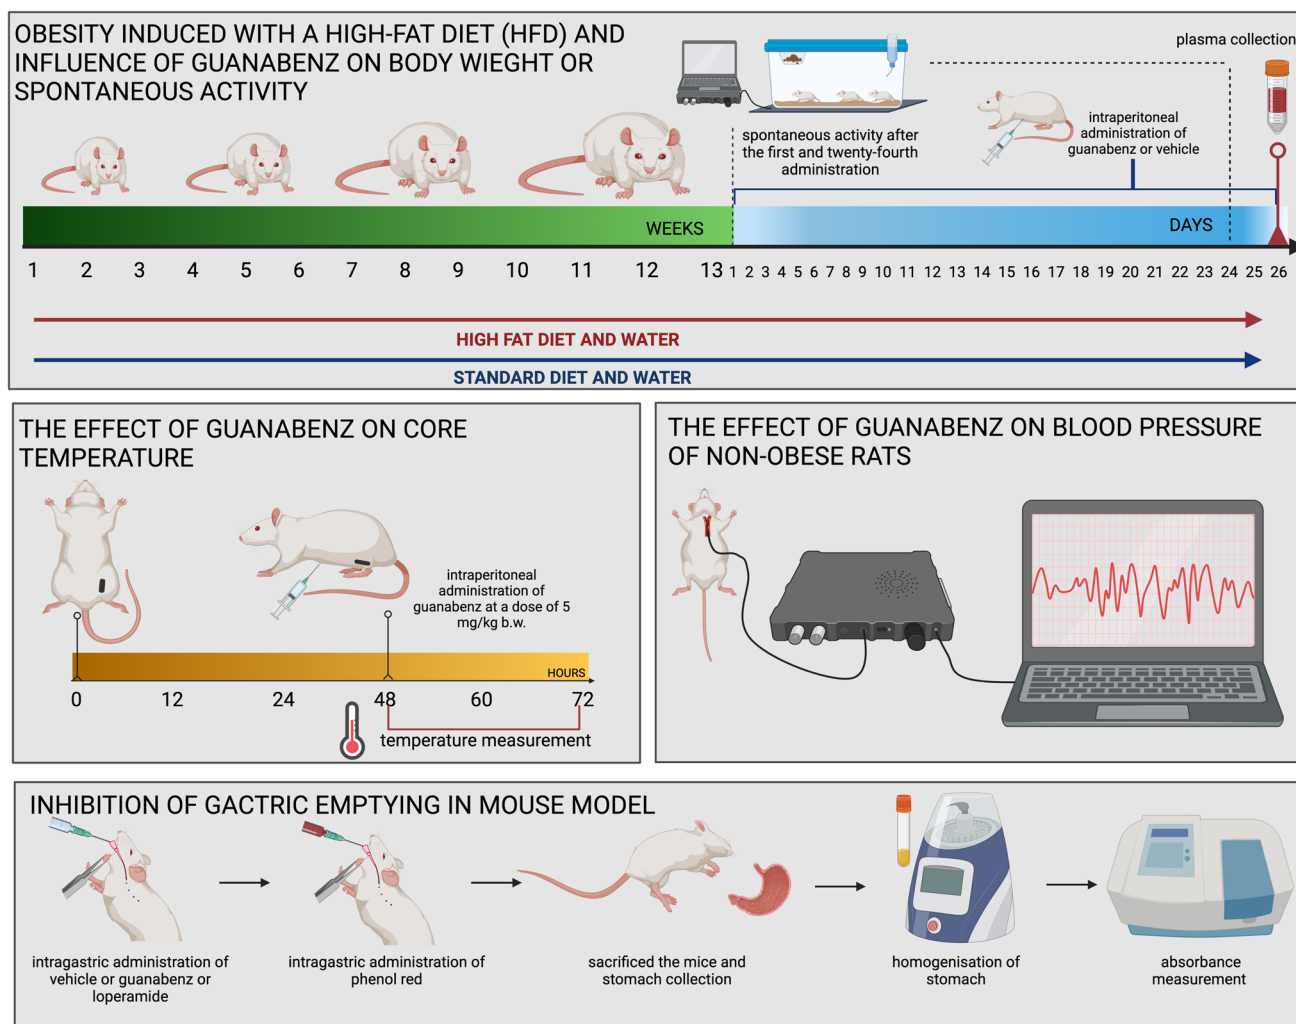 OBESITY INDUCED WITH A HIGH-FAT DIET (HFD) AND
INFLUENCE OF GUANABENZ ON BODY WIEGHT OR
SPONTANEOUS ACTIVITY
plasma collection
spontaneous activity after
the first and twenty-fourth
administration
intraperitoneal
administration of
guanabenz or vehicle
WEEKS
DAYS
1 2 3 4 5 6 7 8 9 10 11 12 13 1 2 3 4 5 6 7 8 9 10 11 12 13 14 15 16 17 18 19 20 21 22 23 24 25 26
HIGH FAT DIET AND WATER
STANDARD DIET AND WATER
THE EFFECT OF GUANABENZ ON CORE
TEMPERATURE
intraperitoneal
administration of
guanabenz at a dose of 5
mg/kg b.w.
HOURS
0 12 24 48 60 72
temperature measurement
THE EFFECT OF GUANABENZ ON BLOOD PRESSURE
OF NON-OBESE RATS
INHIBITION OF GACTRIC EMPTYING IN MOUSE MODEL
intragastric administration of
vehicle or guanabenz or
loperamide
intragastric administration of
phenol red
sacrificed the mice and
stomach collection
homogenisation of
stomach
absorbance
measurement